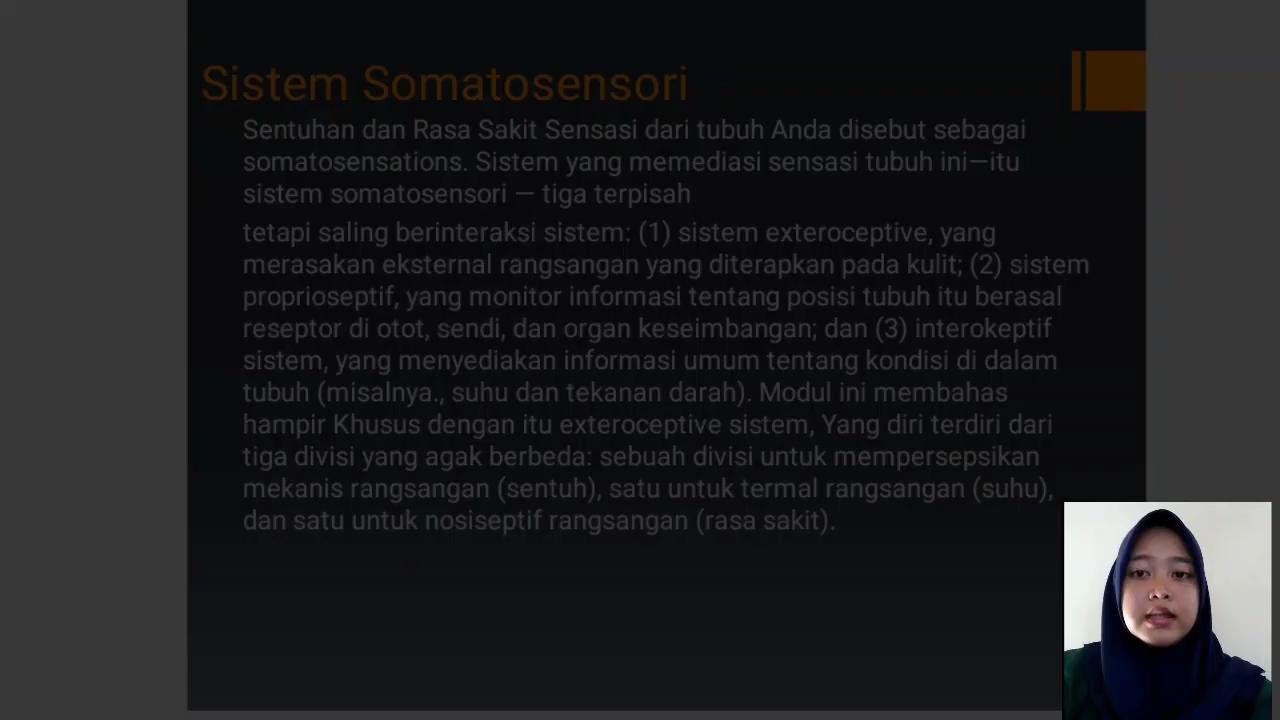 Sistem Somatosensori
Sentuhan dan Rasa Sakit Sensasi dari tubuh Anda disebut sebagai
somatosensations. Sistem yang memediasi sensasi tubuh ini—itu
sistem somatosensori — tiga terpisah
tetapi saling berinteraksi sistem: (1) sistem exteroceptive, yang
merasakan eksternal rangsangan yang diterapkan pada kulit; (2) sistem
proprioseptif, yang monitor informasi tentang posisi tubuh itu berasal
reseptor di otot, sendi, dan organ keseimbangan; dan (3) interokeptif
sistem, yang menyediakan informasi umum tentang kondisi di dalam
tubuh (misalnya., suhu dan tekanan darah). Modul ini membahas
hampir Khusus dengan itu exteroceptive sistem, Yang diri terdiri dari
tiga divisi yang agak berbeda: sebuah divisi untuk mempersepsikan
mekanis rangsangan (sentuh), satu untuk termal rangsangan (suhu),
dan satu untuk nosiseptif rangsangan (rasa sakit).